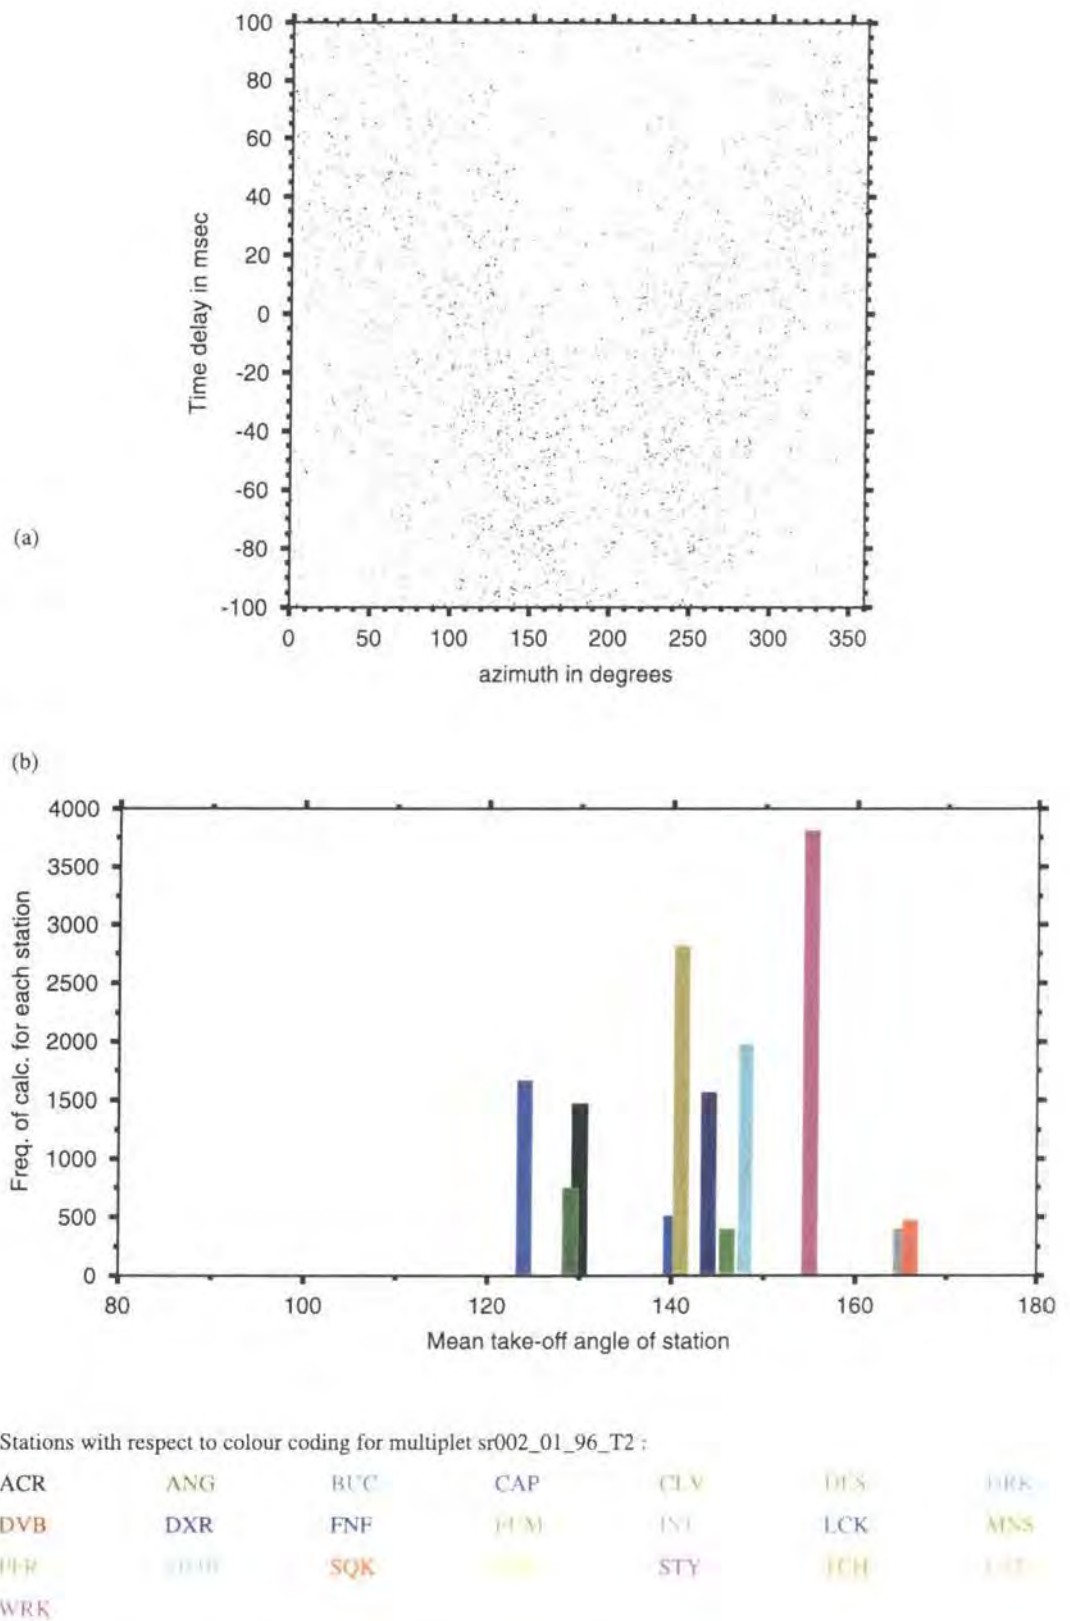 100
80
60
40
20
0
-20
-40
-60
-80
-100
Time delay in msec
0 50 100 150 200 250 300 350
azimuth in degrees
(a)
(b)
4000
3500
3000
2500
2000
1500
1000
500
0
Freq. of calc. for each station
80 100 120 140 160 180
Mean take-off angle of station
Stations with respect to colour coding for multiplet sr002_01_96_T2 :
ACR ANG BUC CAP CLV DES
DVB DXR FNF LCK MNS
SQK STY
WRK